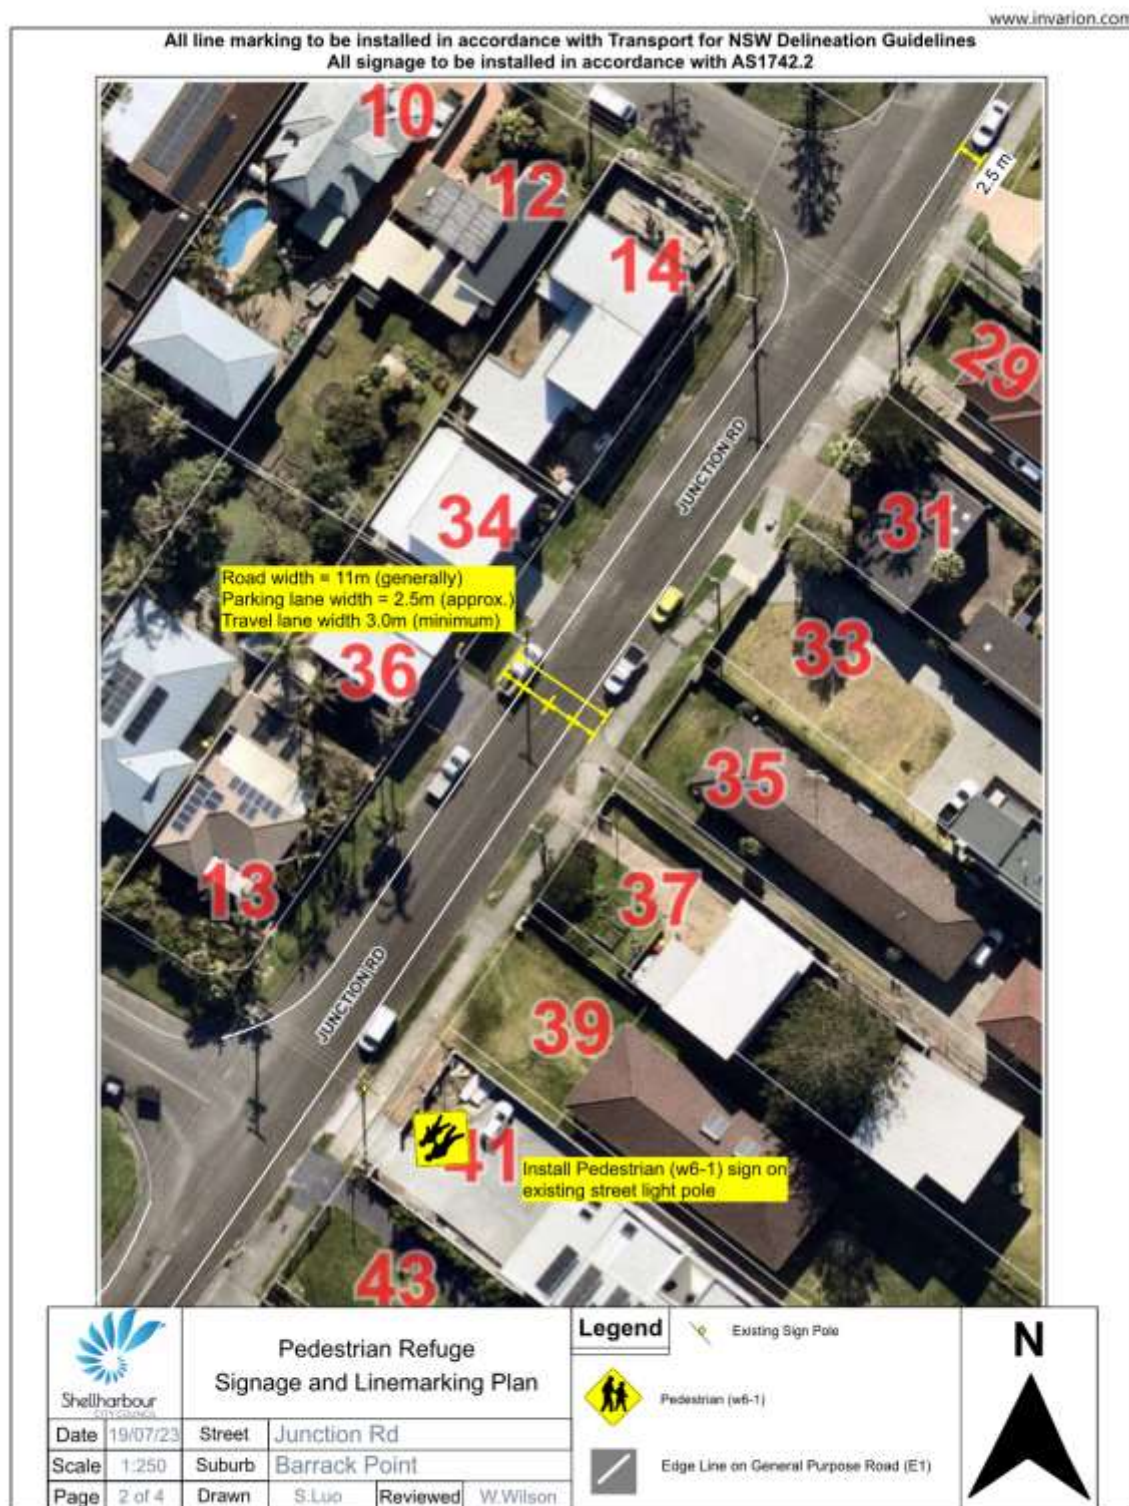 www.invarion.com
All line marking to be installed in accordance with Transport for NSW Delineation Guidelines
All signage to be installed in accordance with AS1742.2
10
12
2.5 m
14
29
JUNCTION RD
34
31
Road width = 11m (generally)
Parking lane width = 2.5m (approx.)
Travel lane width 3.0m (minimum)
36
33
35
13
37
JUNCTION RD
39
41
Install Pedestrian (w6-1) sign on
existing street light pole
43
Shellharbour
CITY COUNCIL
Pedestrian Refuge
Signage and Linemarking Plan
Date 19/07/23 Street Junction Rd
Scale 1:250 Suburb Barrack Point
Page 2 of 4 Drawn S.Luo Reviewed W.Wilson
Legend
Existing Sign Pole
Pedestrian (w6-1)
Edge Line on General Purpose Road (E1)
N